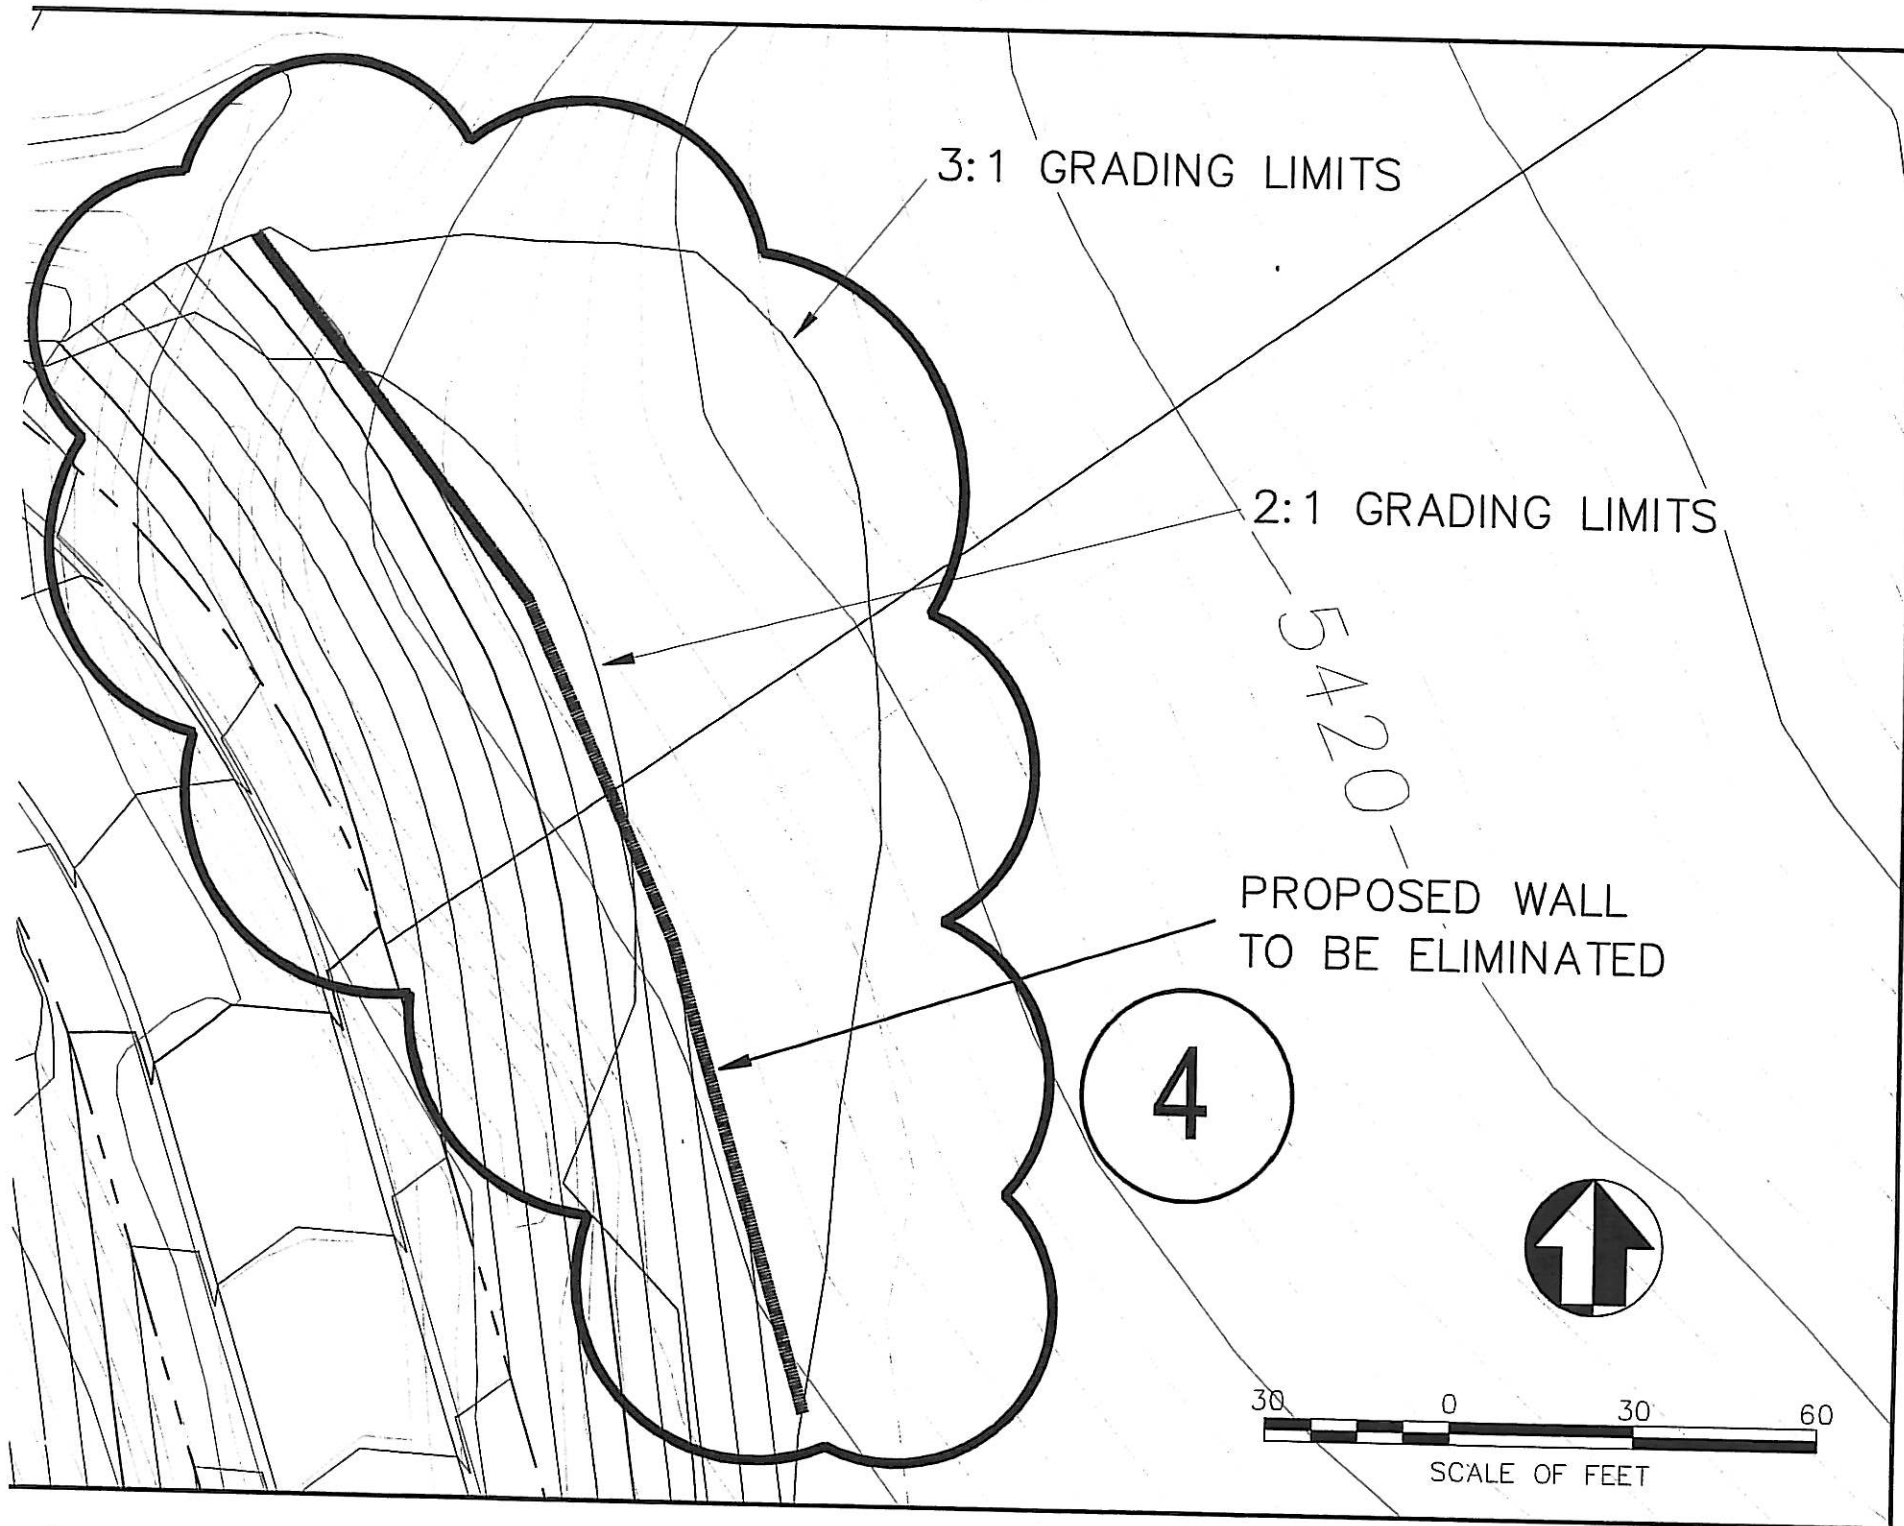 3:1 GRADING LIMITS
2:1 GRADING LIMITS
5420
PROPOSED WALL
TO BE ELIMINATED
4
30 0 30 60
SCALE OF FEET